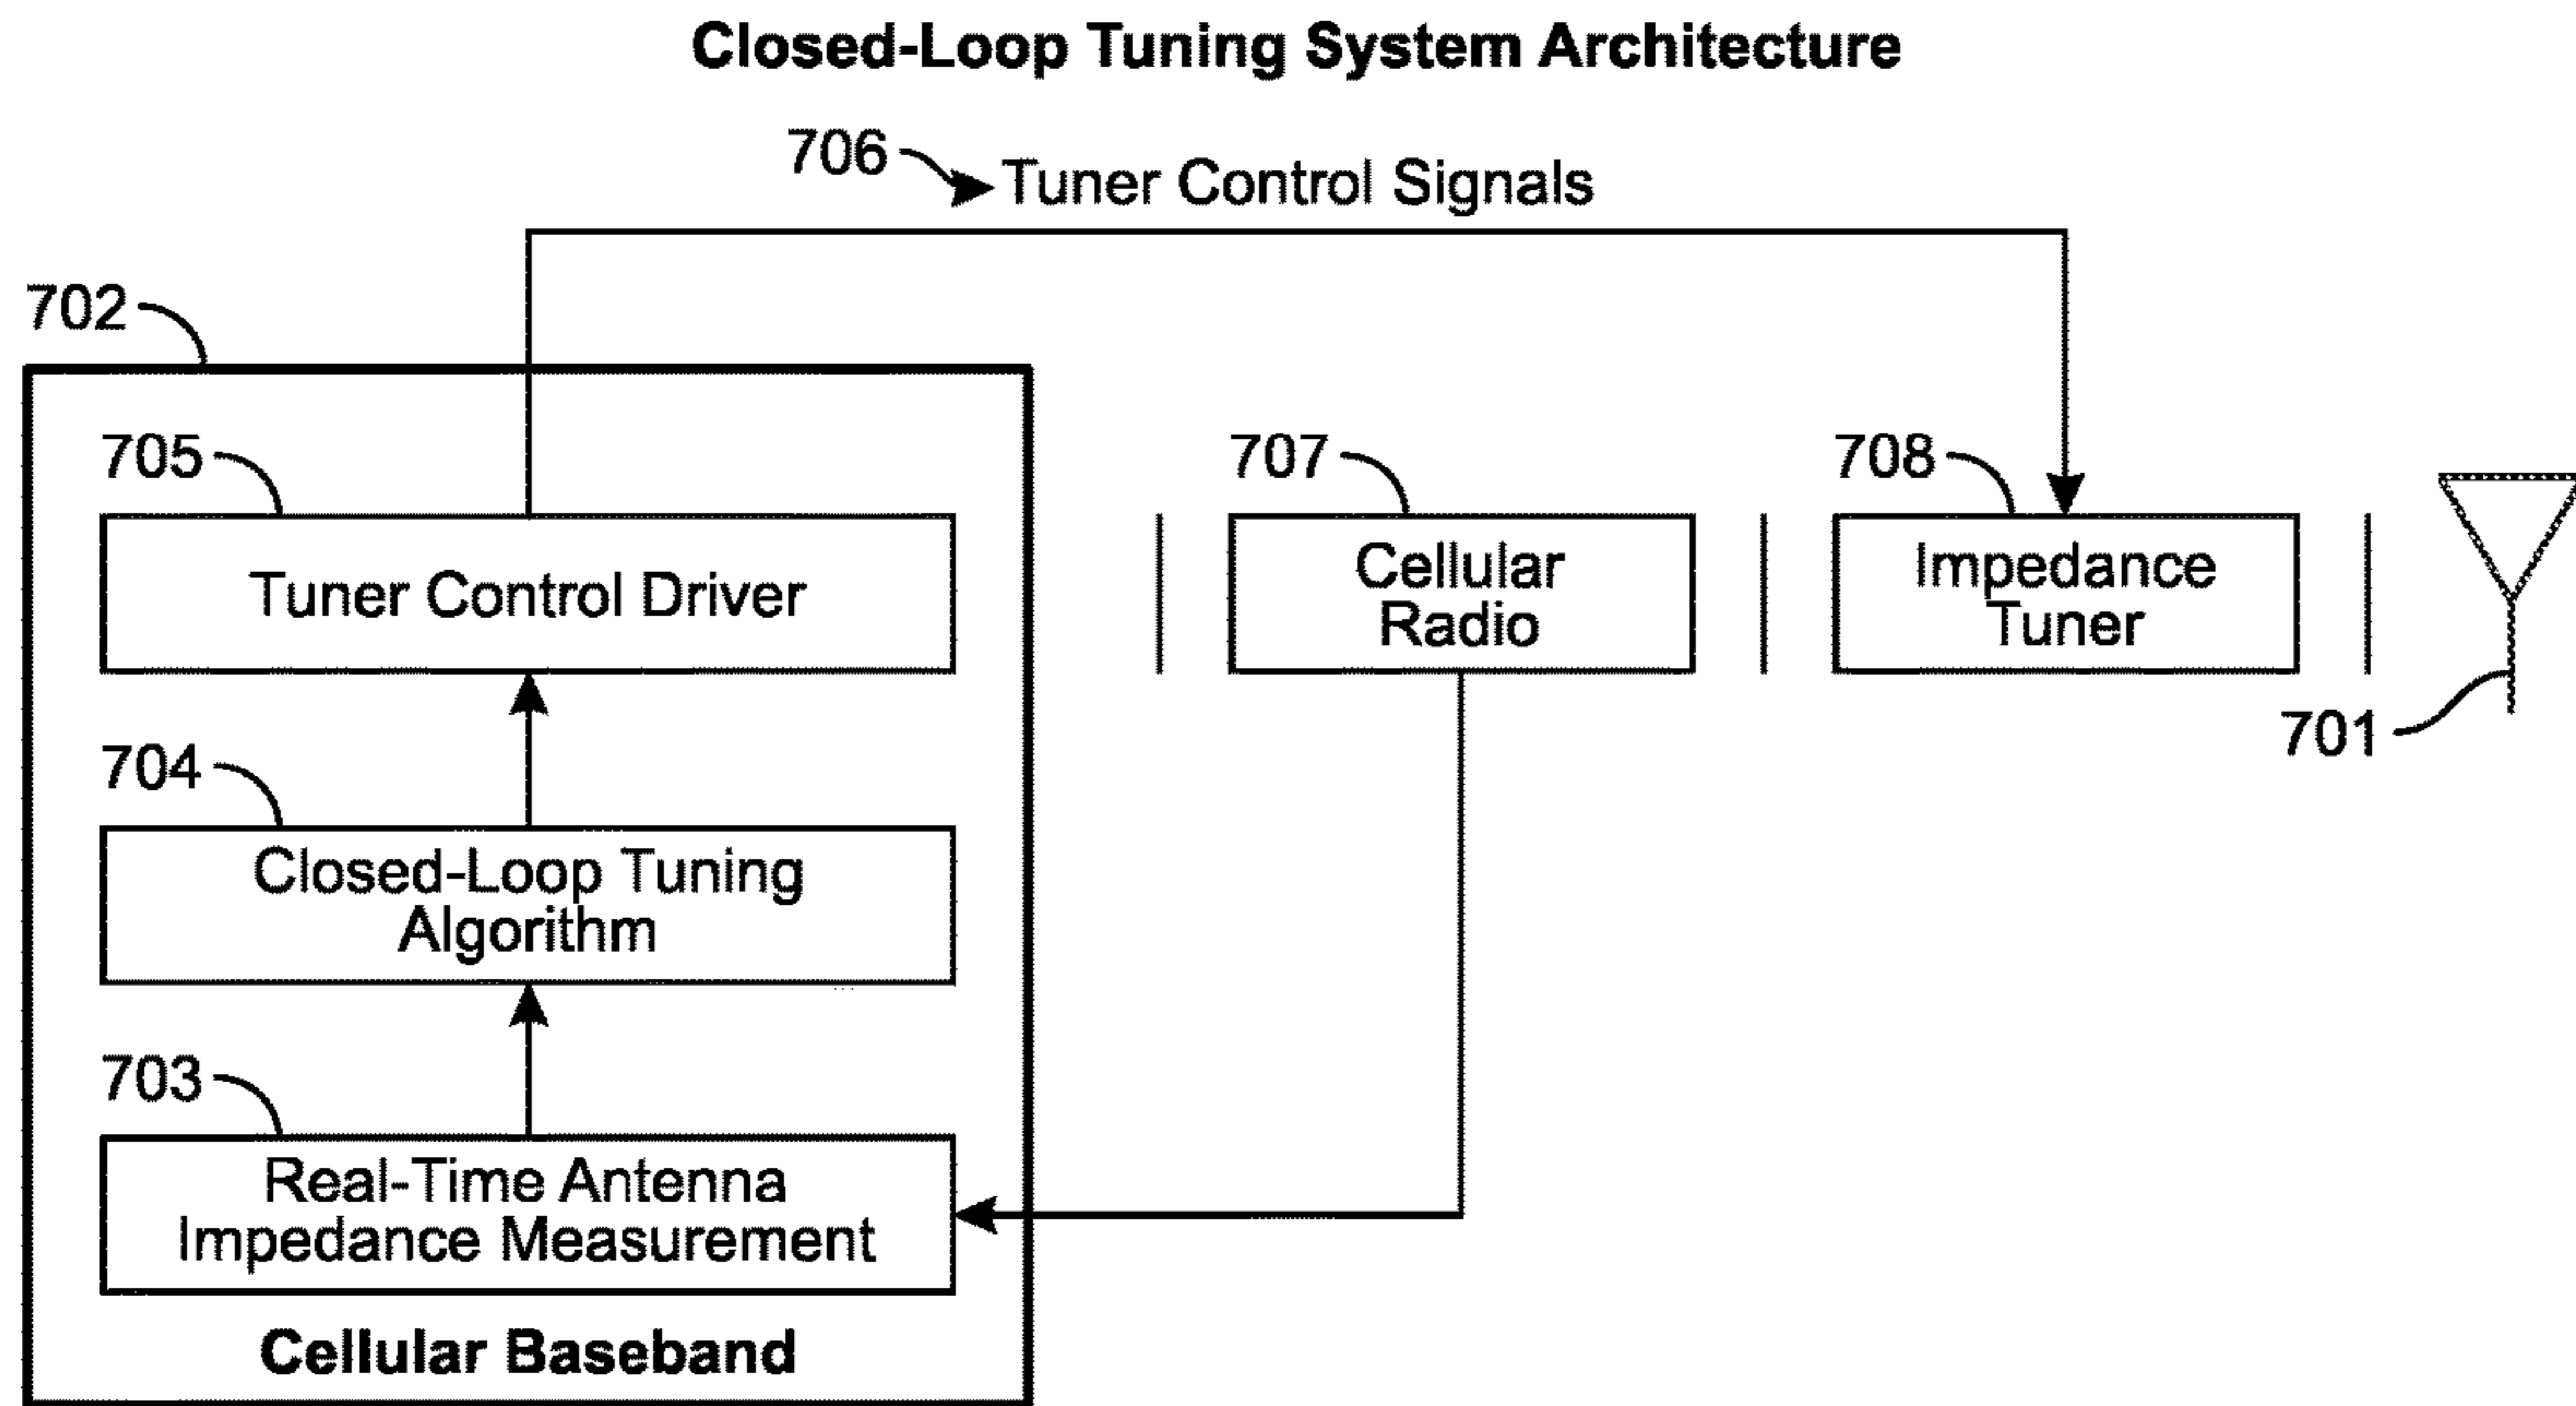 Closed-Loop Tuning System Architecture
706
Tuner Control Signals
702
705
707
708
Tuner Control Driver
Cellular
Radio
Impedance
Tuner
701
704
Closed-Loop Tuning
Algorithm
703
Real-Time Antenna
Impedance Measurement
Cellular Baseband